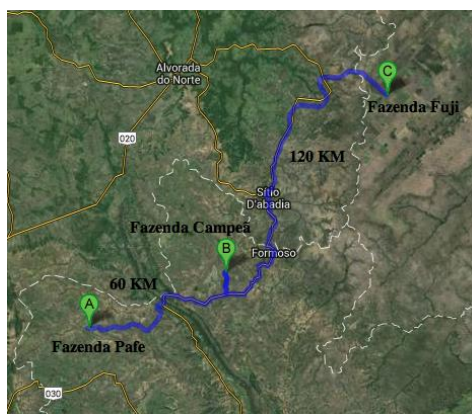 Alvorada
do Norte
C
Fazenda Fuji
020
120 KM
Sítio
D'abadia
Fazenda Campeã
B
Formoso
60 KM
A
Fazenda Pafe
030